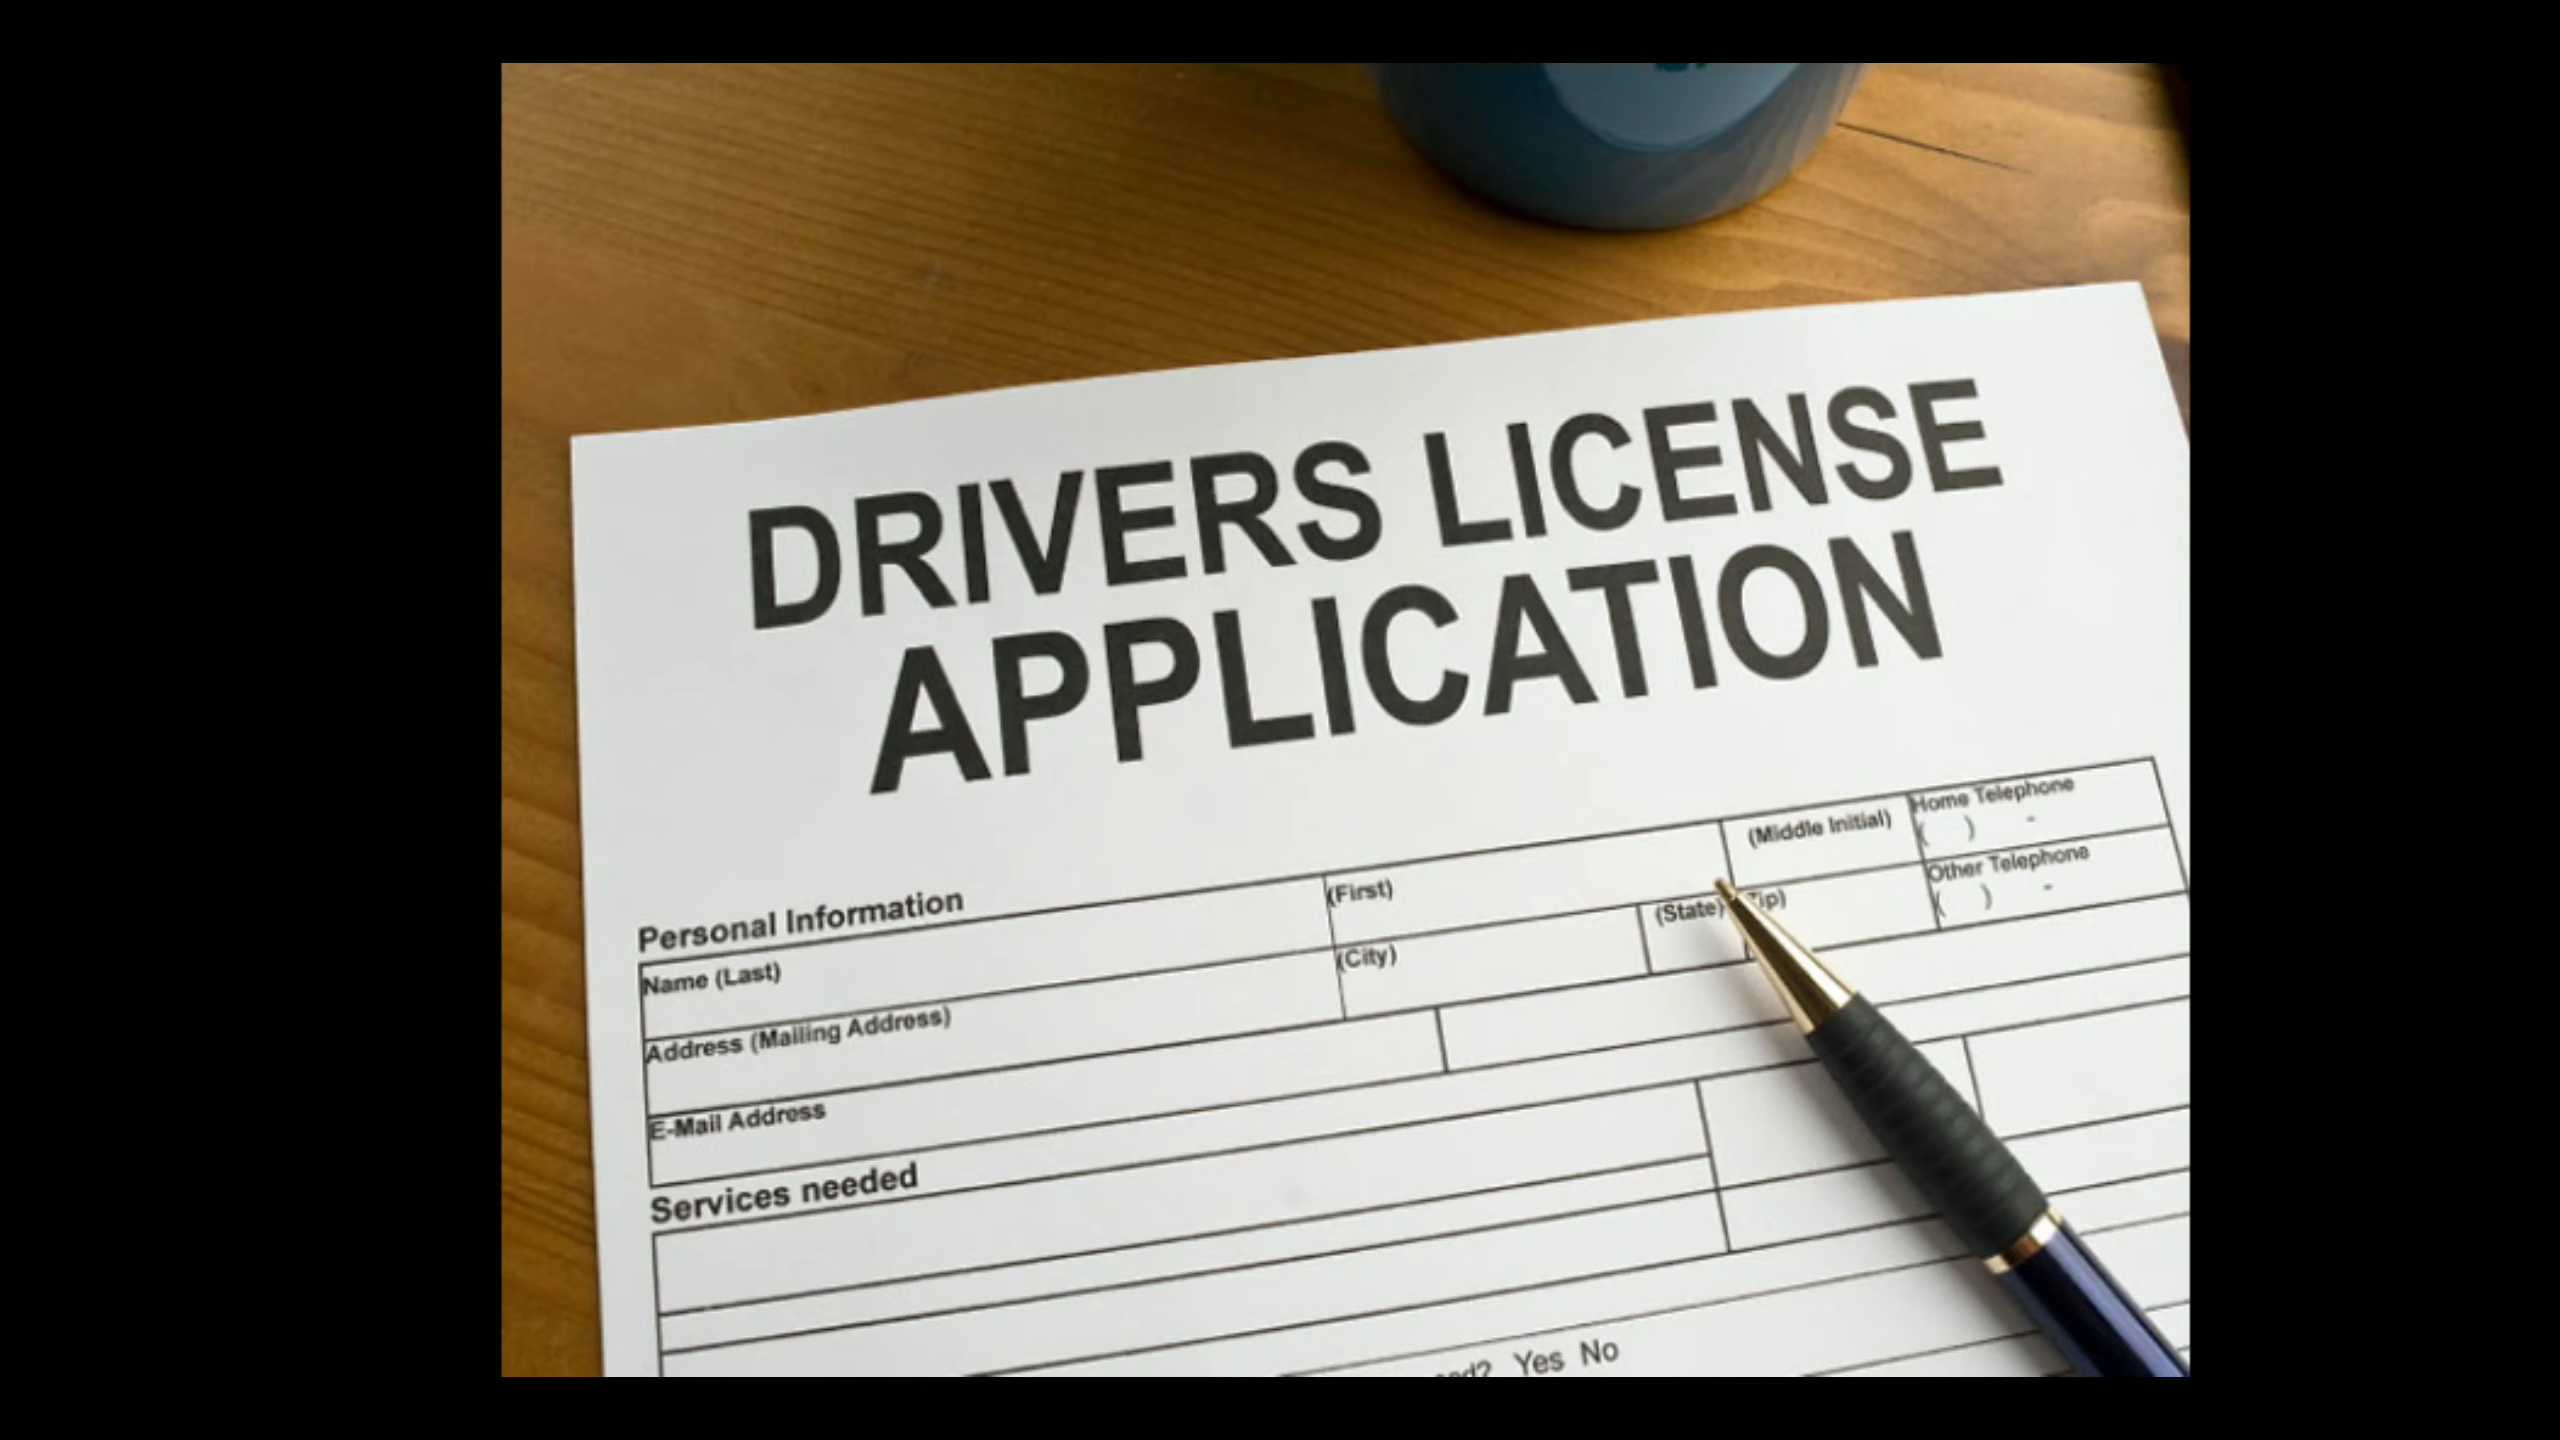 DRIVERS LICENSE
APPLICATION
Personal Information
Name (Last) (First) (Middle Initial) Home Telephone
( ) -
Address (Mailing Address) (City) (State) Other Telephone
( ) -
E-Mail Address
Services needed
Yes No